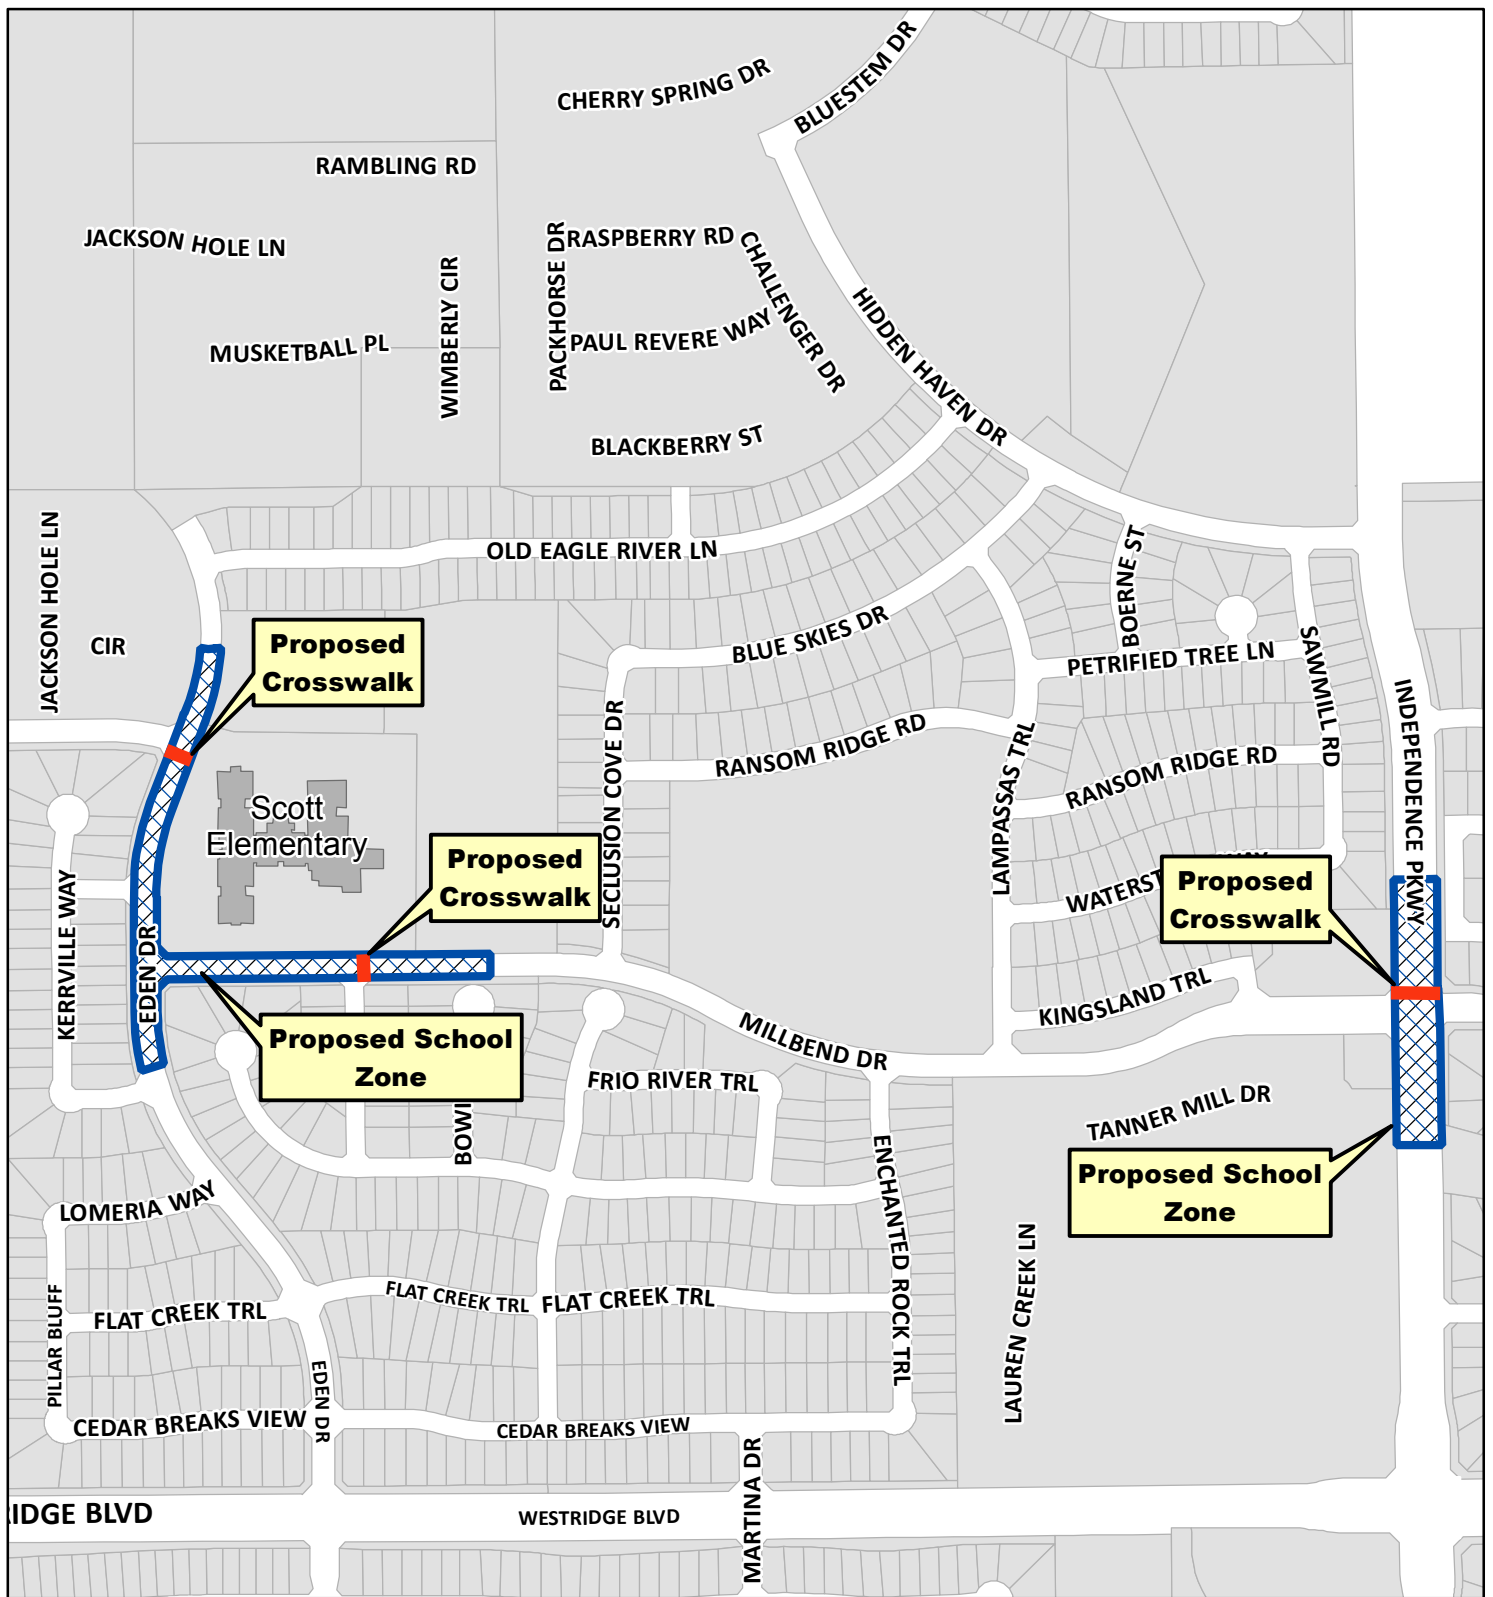 BLUESTEM DR
CHERRY SPRING DR
RAMBLING RD
JACKSON HOLE LN
RASPBERRY RD
PACKHORSE DR
CHALLENGER DR
WIMBERLY CIR
MUSKETBALL PL
PAUL REVERE WAY
HIDDEN HAVEN DR
BLACKBERRY ST
JACKSON HOLE LN
OLD EAGLE RIVER LN
BOERNE ST
CIR
Proposed
Crosswalk
BLUE SKIES DR
PETRIFIED TREE LN
SAWMILL RD
INDEPENDENCE PKWY
SECLUSION COVE DR
RANSOM RIDGE RD
LAMPASSAS TRL
RANSOM RIDGE RD
Scott
Elementary
Proposed
Crosswalk
Proposed
Crosswalk
KERRVILLE WAY
EDEN DR
KINGSLAND TRL
MILLBEND DR
Proposed School
Zone
FRIO RIVER TRL
TANNER MILL DR
Proposed School
Zone
ENCHANTED ROCK TRL
LOMERIA WAY
LAUREN CREEK LN
PILLAR BLUFF
FLAT CREEK TRL
FLAT CREEK TRL
FLAT CREEK TRL
EDEN DR
CEDAR BREAKS VIEW
CEDAR BREAKS VIEW
MARTINA DR
RIDGE BLVD
WESTRIDGE BLVD